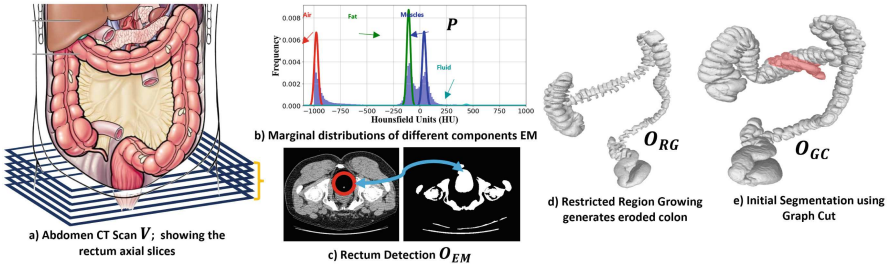 a) Abdomen CT Scan V; showing the
rectum axial slices
Air
Fat
Muscles
Fluid
P
Frequency
0.008
0.006
0.004
0.002
0.000
-1000 -750 -500 -250 0 250 500 750 1000
Hounsfield Units (HU)
b) Marginal distributions of different components EM
c) Rectum Detection O_EM
O_RG
d) Restricted Region Growing
generates eroded colon
O_GC
e) Initial Segmentation using
Graph Cut